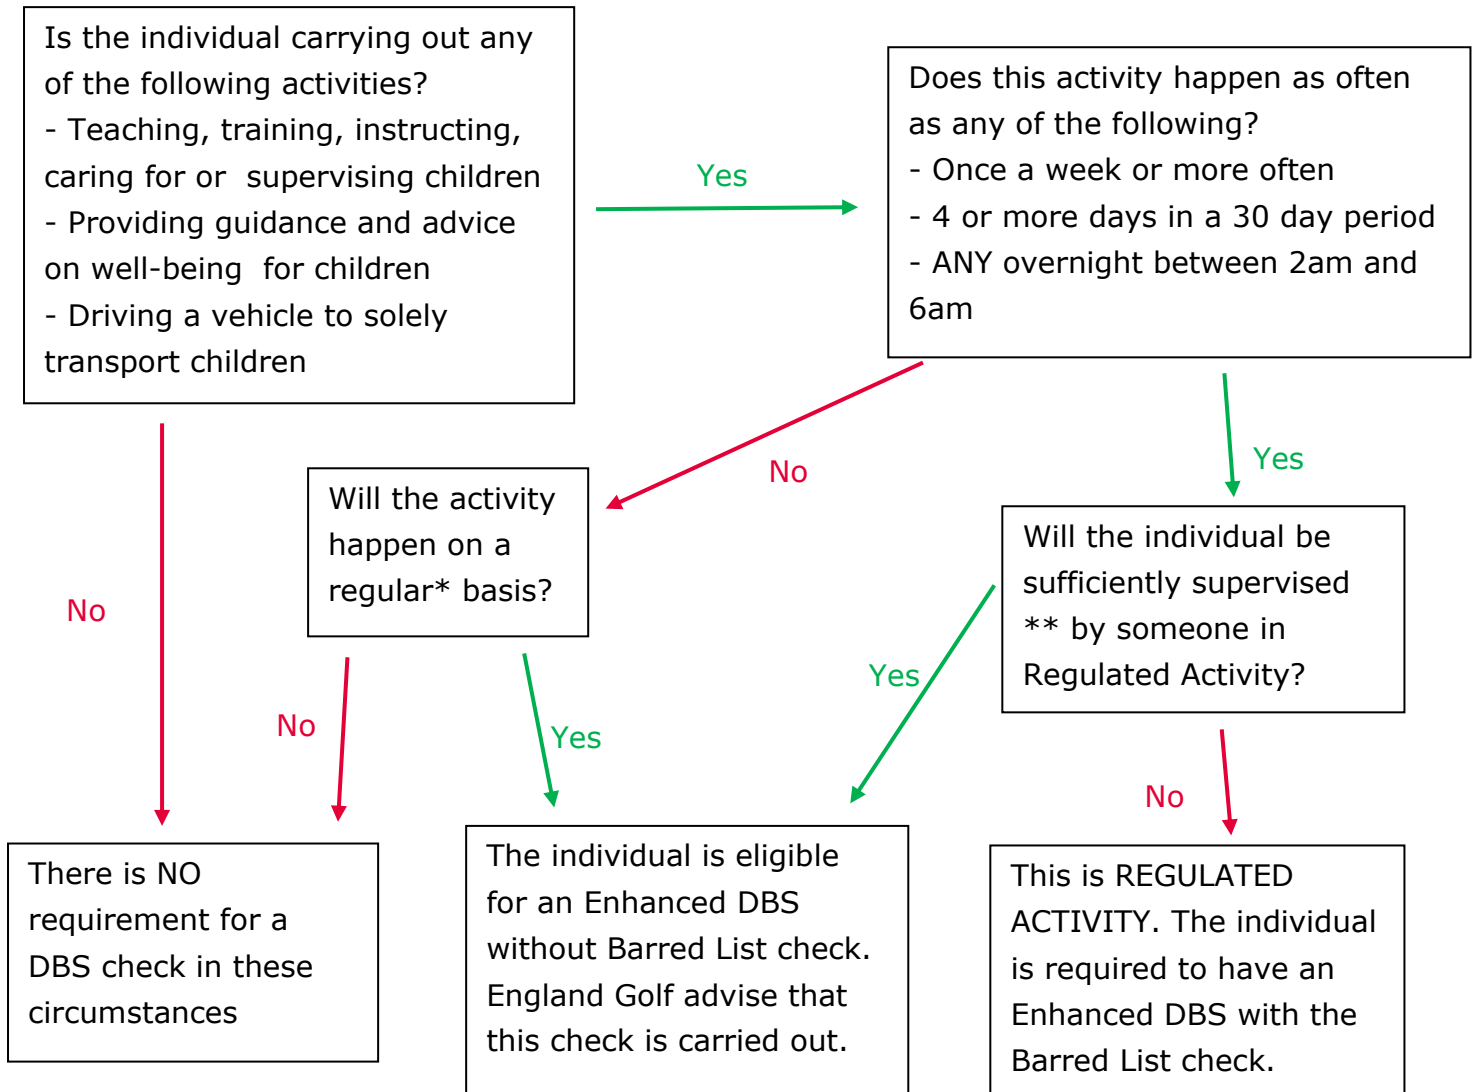 Is the individual carrying out any
of the following activities?
- Teaching, training, instructing,
caring for or supervising children
- Providing guidance and advice
on well-being for children
- Driving a vehicle to solely
transport children
Yes
Does this activity happen as often
as any of the following?
- Once a week or more often
- 4 or more days in a 30 day period
- ANY overnight between 2am and
6am
No
Yes
Will the activity
happen on a
regular* basis?
Will the individual be
sufficiently supervised
** by someone in
Regulated Activity?
No
No
Yes
Yes
No
There is NO
requirement for a
DBS check in these
circumstances
The individual is eligible
for an Enhanced DBS
without Barred List check.
England Golf advise that
this check is carried out.
This is REGULATED
ACTIVITY. The individual
is required to have an
Enhanced DBS with the
Barred List check.